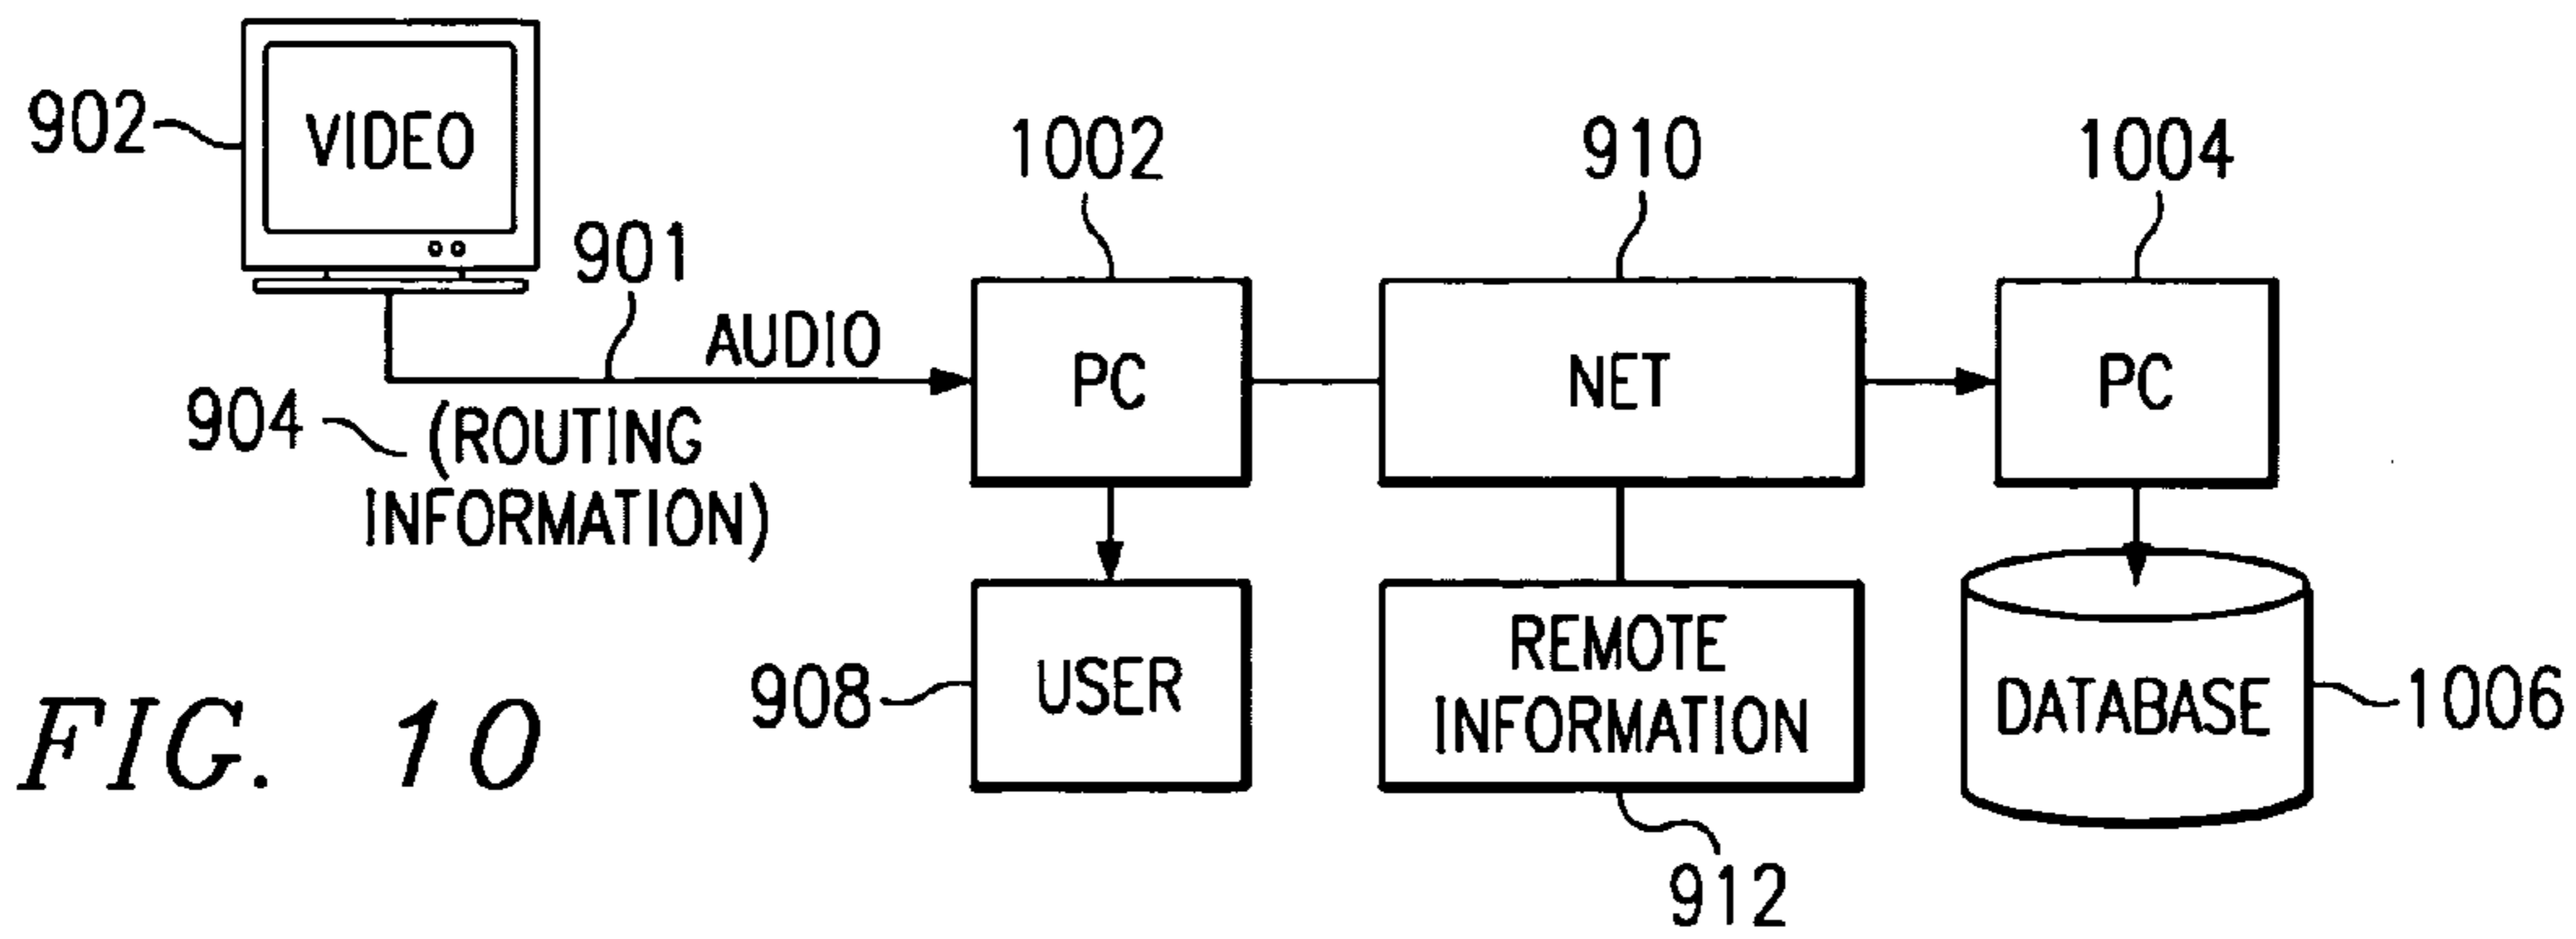 902
VIDEO
901
AUDIO
904
(ROUTING
INFORMATION)
1002
PC
910
NET
1004
PC
908
USER
REMOTE
INFORMATION
912
DATABASE
1006
FIG. 10